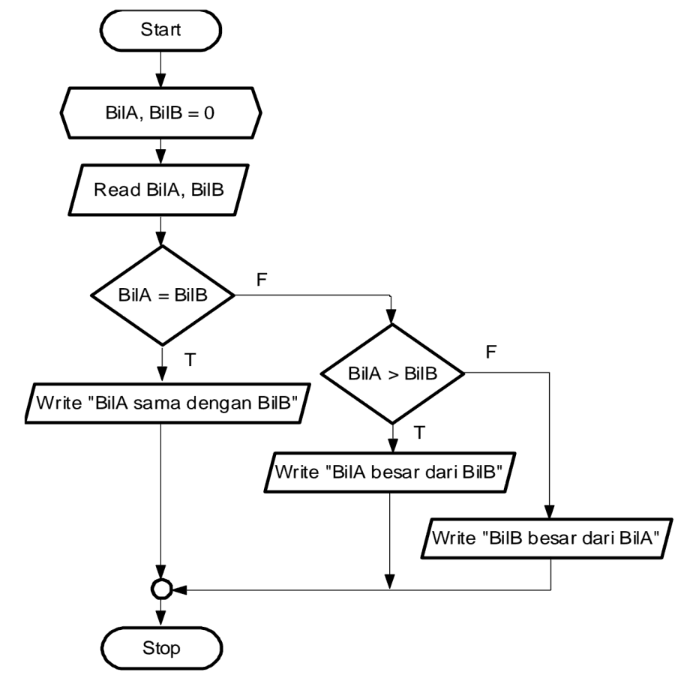 Start
BilA, BilB = 0
Read BilA, BilB
BilA = BilB
F
T
Write "BilA sama dengan BilB"
BilA > BilB
F
T
Write "BilA besar dari BilB"
Write "BilB besar dari BilA"
Stop